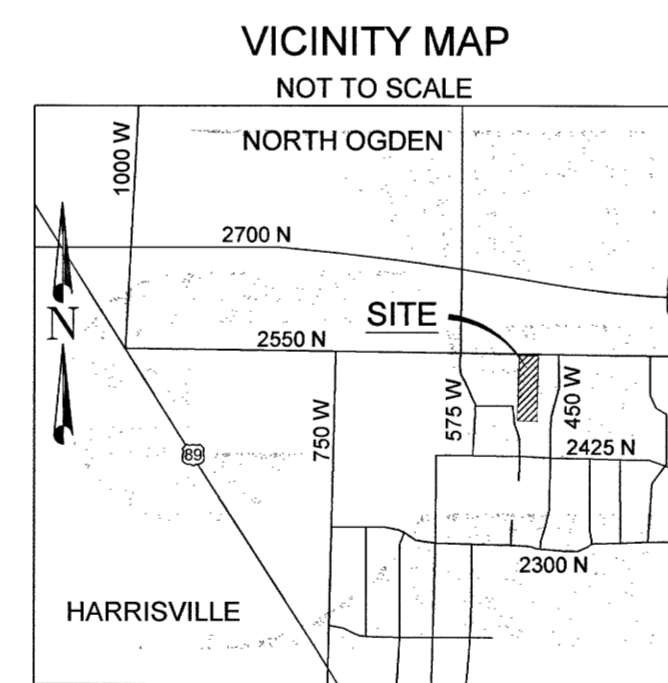 VICINITY MAP
NOT TO SCALE
1000 W
NORTH OGDEN
2700 N
N
SITE
2550 N
750 W
575 W
450 W
89
2425 N
2300 N
HARRISVILLE